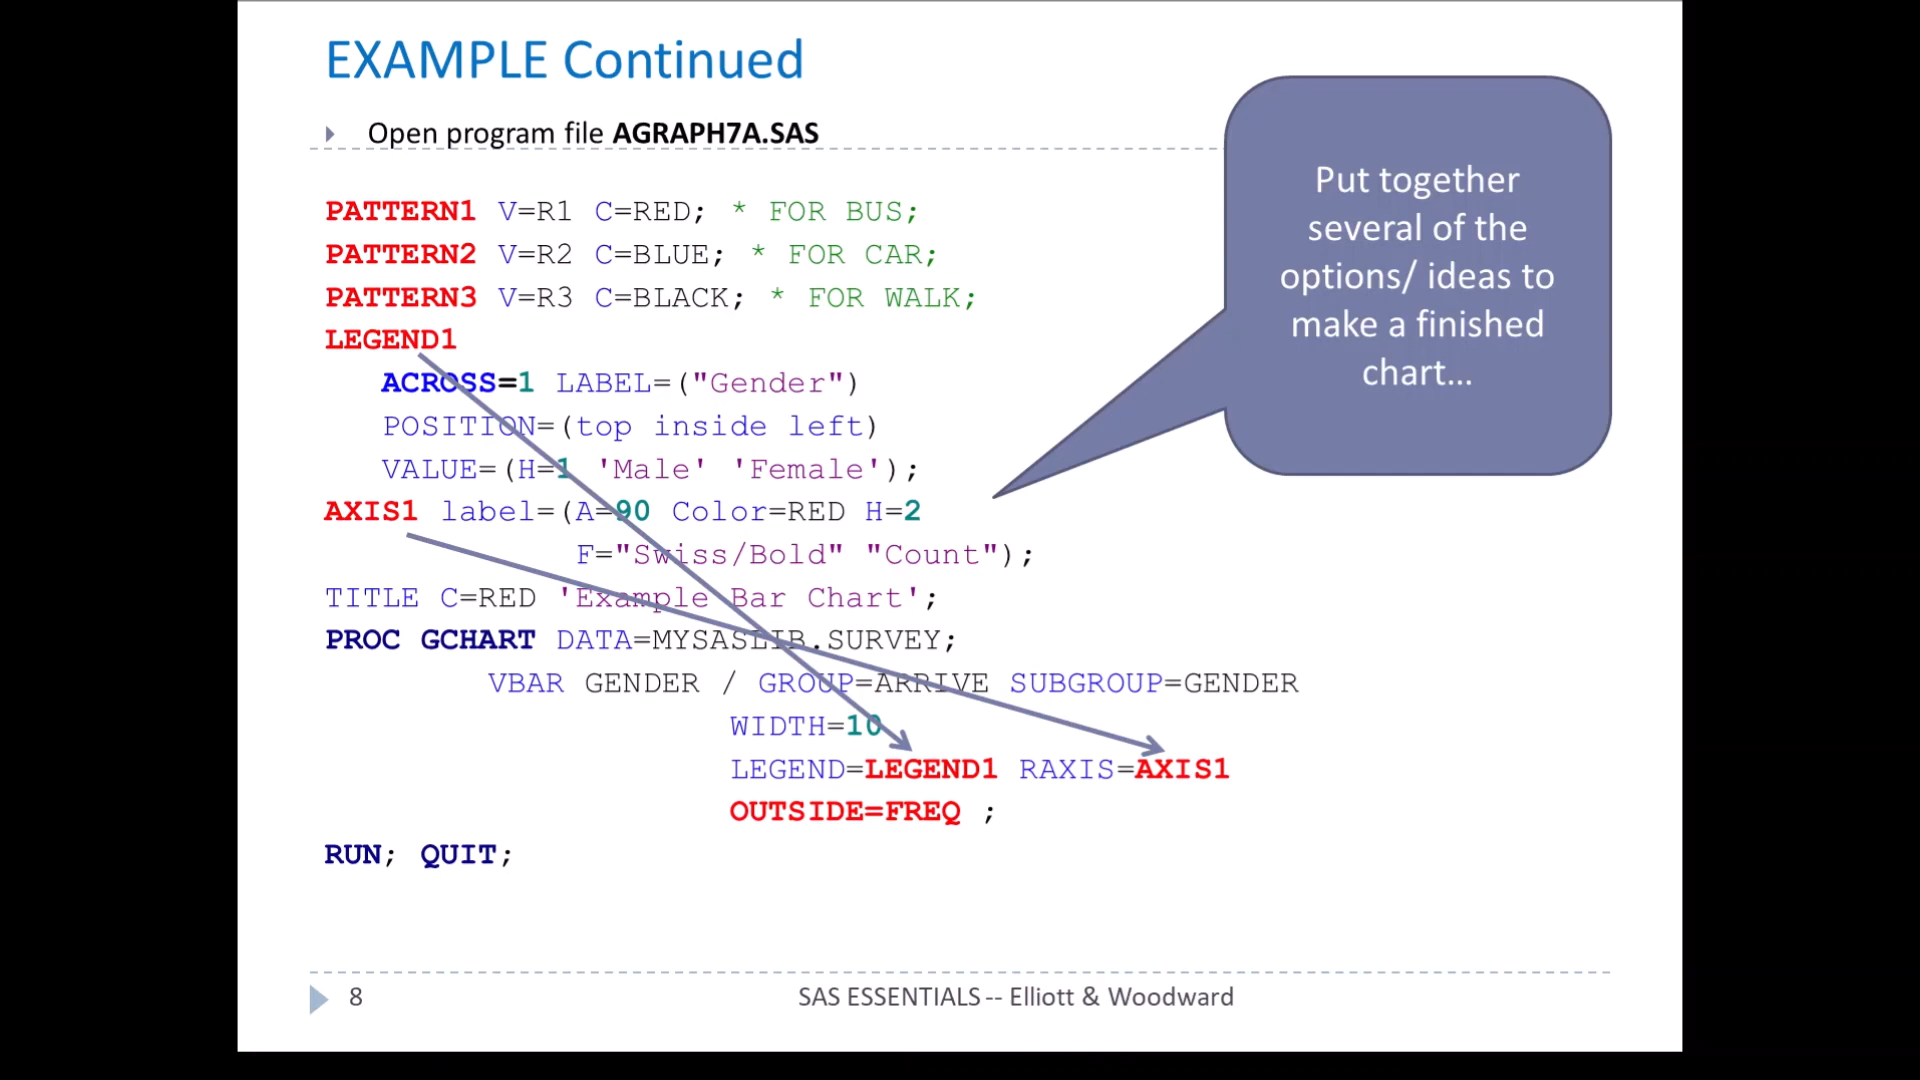 EXAMPLE Continued
Open program file AGRAPH7A.SAS
PATTERN1 V=R1 C=RED; * FOR BUS;
PATTERN2 V=R2 C=BLUE; * FOR CAR;
PATTERN3 V=R3 C=BLACK; * FOR WALK;
LEGEND1
ACROSS=1 LABEL=("Gender")
POSITION=(top inside left)
VALUE=(H=1 'Male' 'Female');
AXIS1 label=(A=90 Color=RED H=2
F="Swiss/Bold" "Count");
TITLE C=RED 'Example Bar Chart';
PROC GCHART DATA=MYSASLIB.SURVEY;
VBAR GENDER / GROUP=ARRIVE SUBGROUP=GENDER
WIDTH=10
LEGEND=LEGEND1 RAXIS=AXIS1
OUTSIDE=FREQ ;
RUN; QUIT;
Put together
several of the
options/ ideas to
make a finished
chart...
8
SAS ESSENTIALS -- Elliott & Woodward